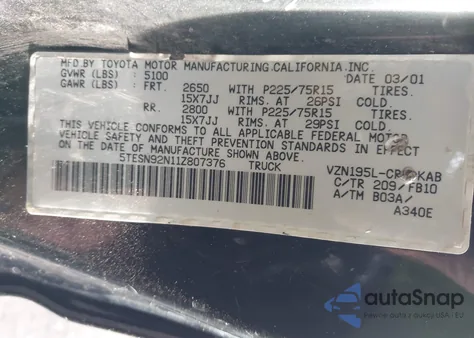 MFD BY TOYOTA MOTOR MANUFACTURING.CALIFORNIA.INC.
GVWR (LBS) : 5100 DATE 03/01
GAWR (LBS) : FRT. 2650 WITH P225/75R15 TIRES.
15X7JJ RIMS. AT 26PSI COLD.
RR. 2800 WITH P225/75R15 TIRES.
15X7JJ RIMS. AT 29PSI COLD.
THIS VEHICLE CONFORMS TO ALL APPLICABLE FEDERAL MOTOR
VEHICLE SAFETY, BUMPER, AND THEFT PREVENTION STANDARDS IN EFFECT
ON THE DATE OF MANUFACTURE SHOWN ABOVE.
5TESN92N11Z807376 TRUCK
VZN195L-
C/TR 209/FB10
A/TM B03A/
A340E
autoSnap